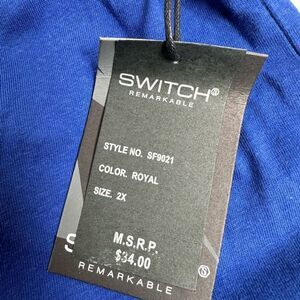 SWITCH
REMARKABLE
STYLE NO. SF9021
COLOR. ROYAL
SIZE. 2X
M.S.R.P.
$34.00
S
REMARKABLE